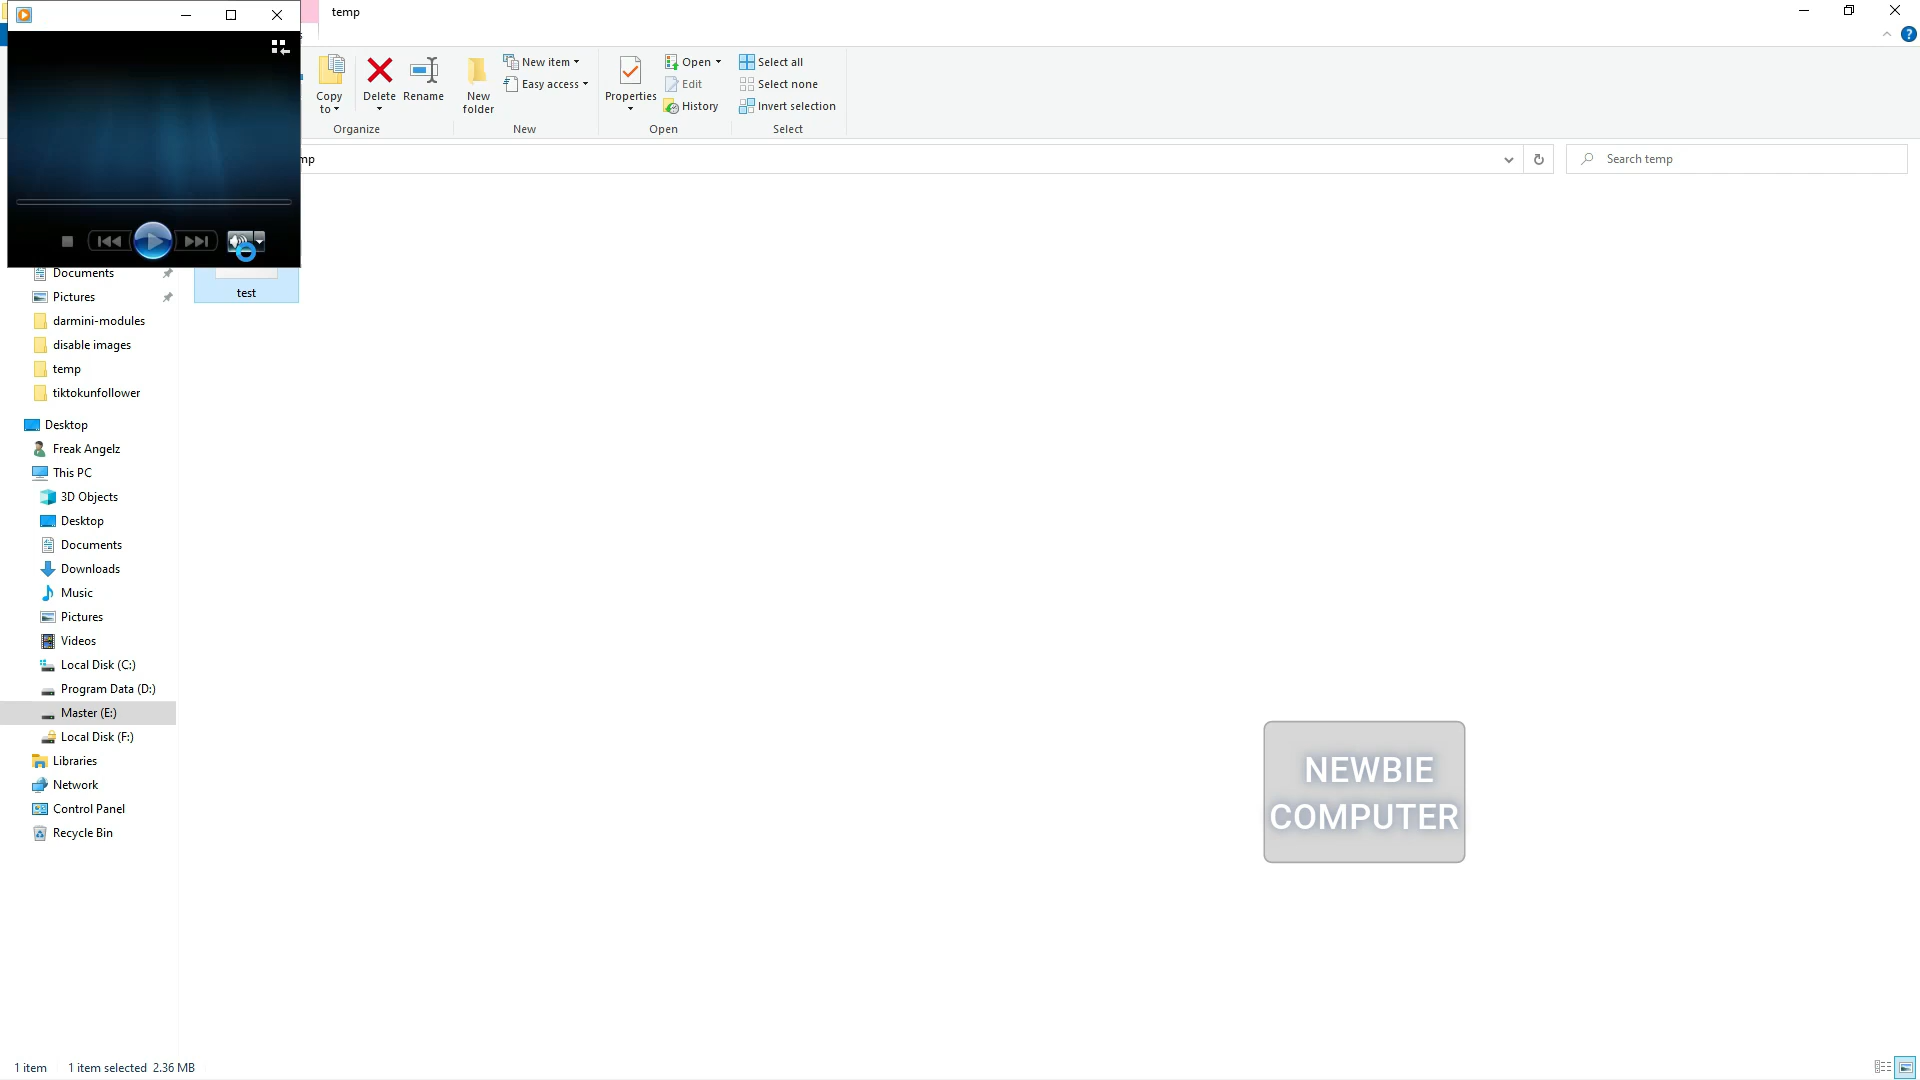 temp
Copy
to
Delete
Rename
New
folder
New item
Easy access
Properties
Open
Edit
History
Select all
Select none
Invert selection
Organize
New
Open
Select
mp
Search temp
Documents
Pictures
darmini-modules
disable images
temp
tiktokunfollower
Desktop
Freak Angelz
This PC
3D Objects
Desktop
Documents
Downloads
Music
Pictures
Videos
Local Disk (C:)
Program Data (D:)
Master (E:)
Local Disk (F:)
Libraries
Network
Control Panel
Recycle Bin
test
NEWBIE
COMPUTER
1 item
1 item selected 2.36 MB